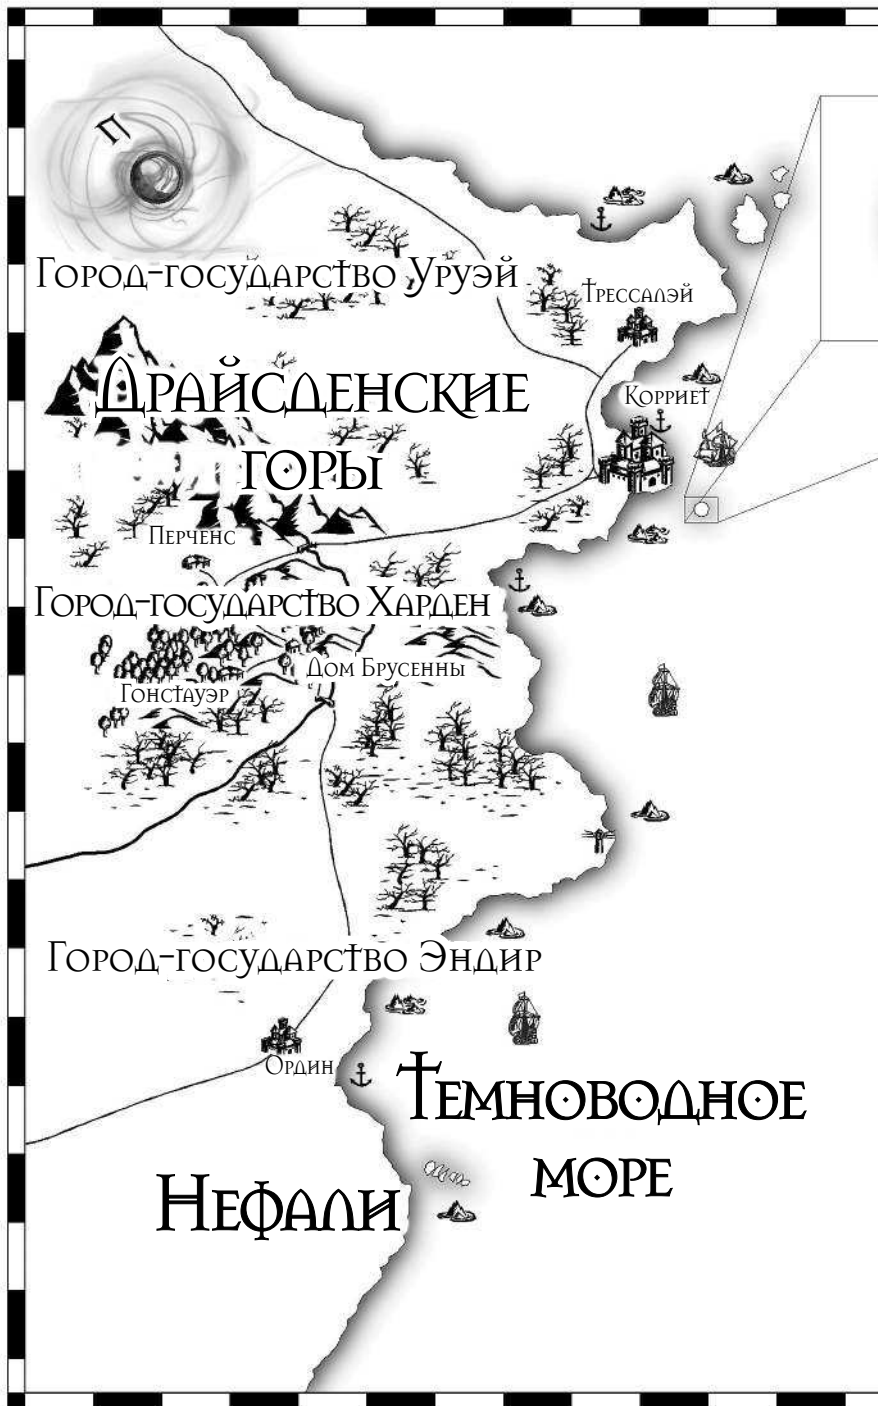 П
Город-государство Уруэй
Трессалэй
Драйсденские
горы
Корриет
Перченс
Город-государство Харден
Дом Брусенны
Гонстауэр
Город-государство Эндир
Ордин
Темноводное
море
Нефали